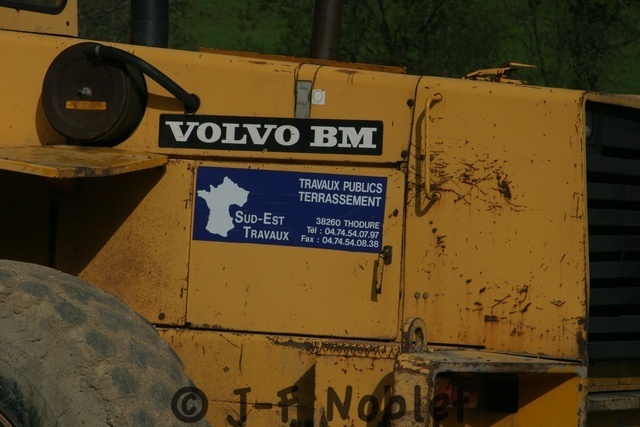 VOLVO BM
TRAVAUX PUBLICS
TERRASSEMENT
SUD-EST
TRAVAUX
38260 THODURE
Tél : 04.74.54.07.97
Fax : 04.74.54.08.38
© J-F Noblet